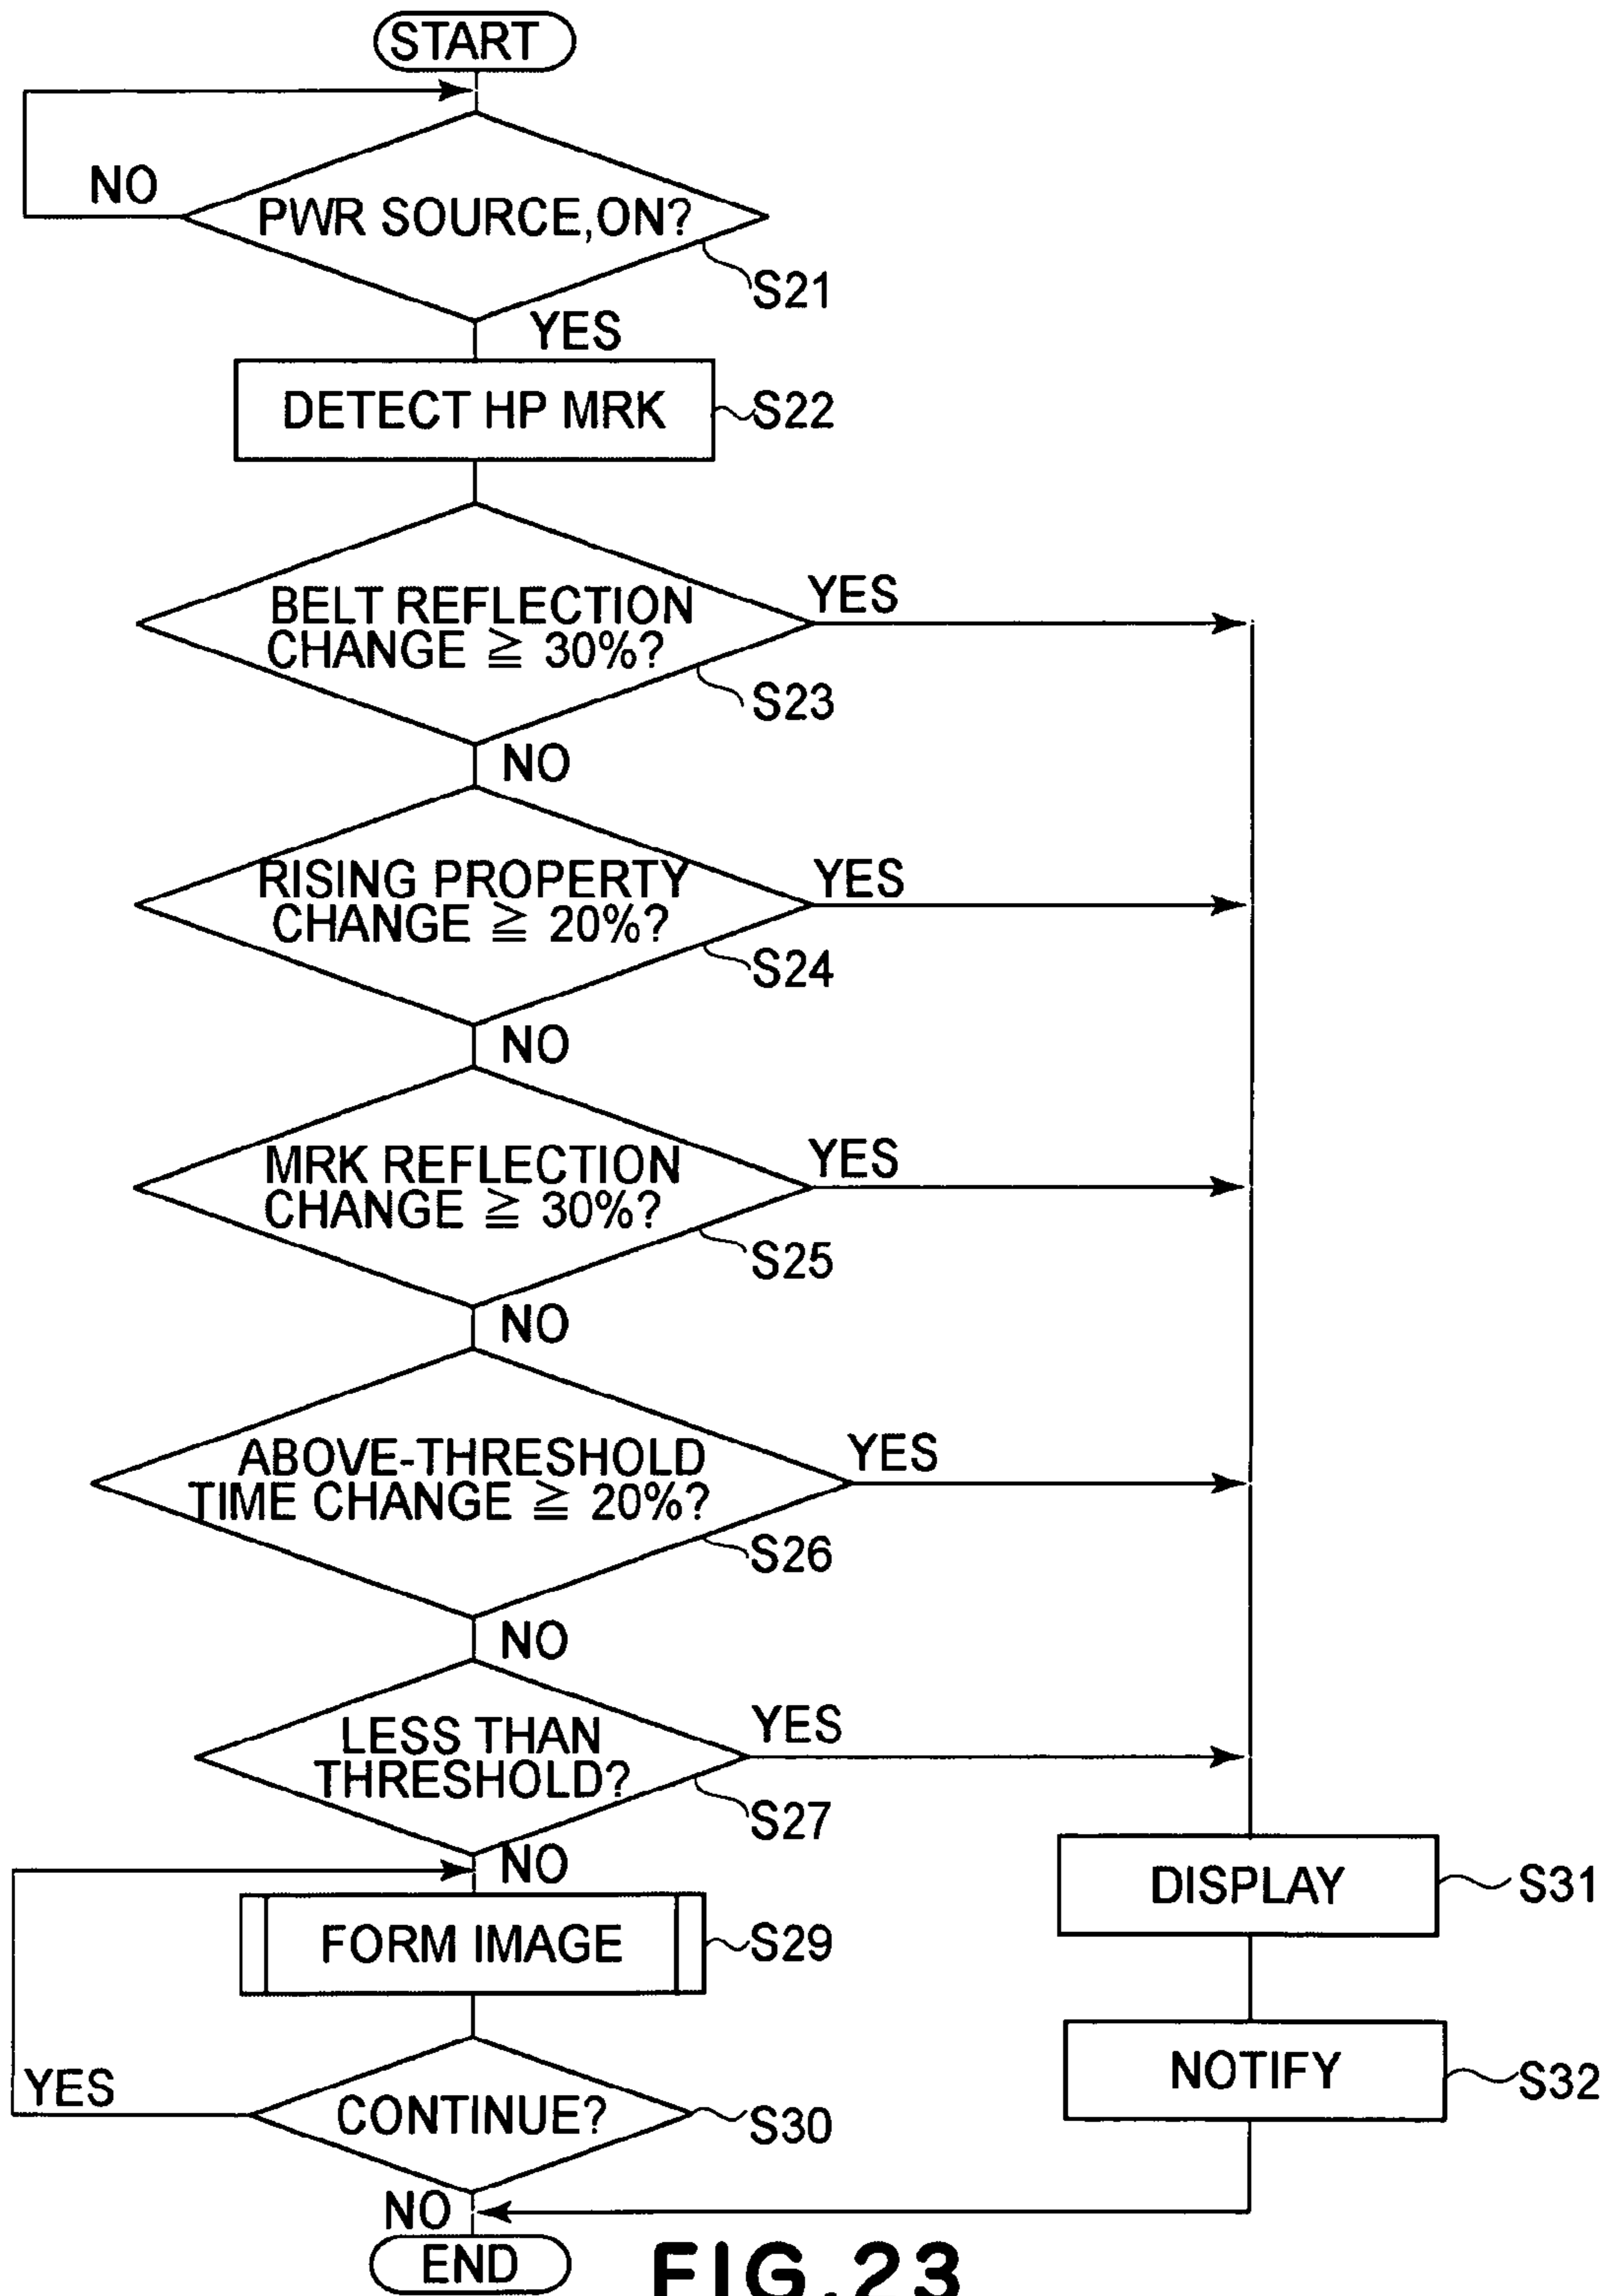 START
NO
PWR SOURCE,ON?
S21
YES
DETECT HP MRK
S22
BELT REFLECTION
CHANGE ≧ 30%?
YES
S23
NO
RISING PROPERTY
CHANGE ≧ 20%?
YES
S24
NO
MRK REFLECTION
CHANGE ≧ 30%?
YES
S25
NO
ABOVE-THRESHOLD
TIME CHANGE ≧ 20%?
YES
S26
NO
LESS THAN
THRESHOLD?
YES
S27
NO
FORM IMAGE
S29
DISPLAY
S31
YES
CONTINUE?
S30
NOTIFY
S32
NO
END
FIG.23